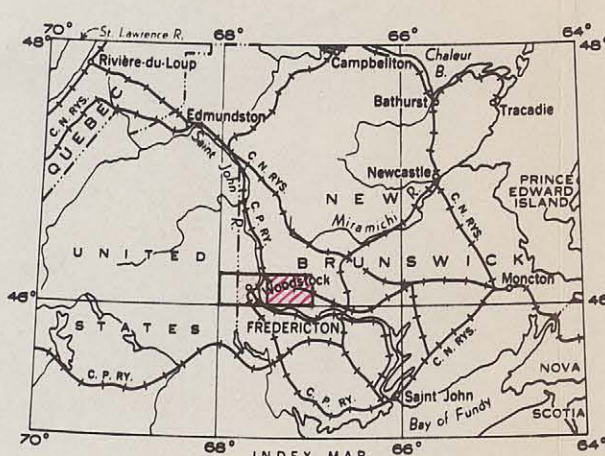 70° 68° 66° 64°
48° 48°
St. Lawrence R.
Rivière-du-Loup
Campbellton
Chaleur
B.
C. N. RYS.
QUEBEC
Edmundston
Bathurst
Tracadie
Saint John R.
C. N. RYS.
Newcastle
C. P. RY.
NEW
Miramichi R.
C. N. RYS.
PRINCE
EDWARD
ISLAND
UNITED
BRUNSWICK
Woodstock
Moncton
46° 46°
STATES
FREDERICTON
C. N. RYS.
C. P. RY.
C. P. RY.
Saint John
Bay of Fundy
NOVA
SCOTIA
70° 68° 66° 64°
INDEX MAP